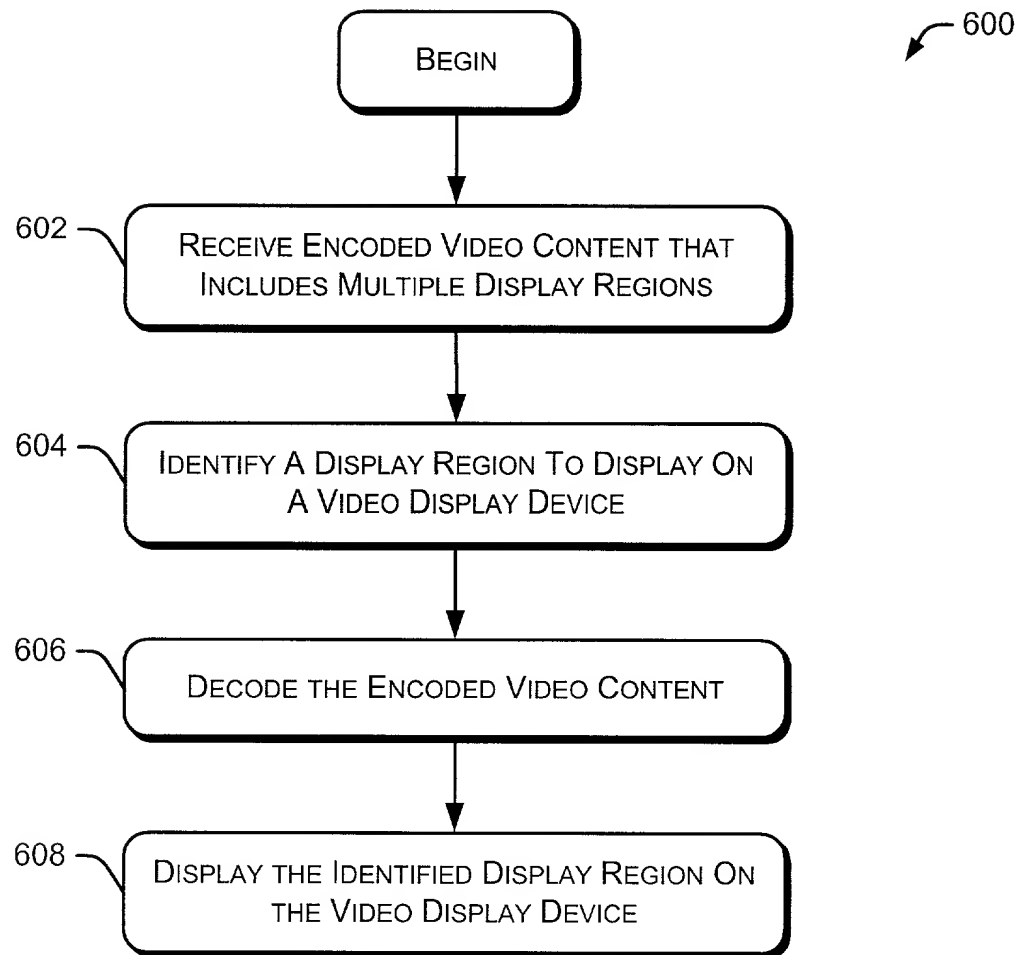 600
BEGIN
602
RECEIVE ENCODED VIDEO CONTENT THAT
INCLUDES MULTIPLE DISPLAY REGIONS
604
IDENTIFY A DISPLAY REGION TO DISPLAY ON
A VIDEO DISPLAY DEVICE
606
DECODE THE ENCODED VIDEO CONTENT
608
DISPLAY THE IDENTIFIED DISPLAY REGION ON
THE VIDEO DISPLAY DEVICE